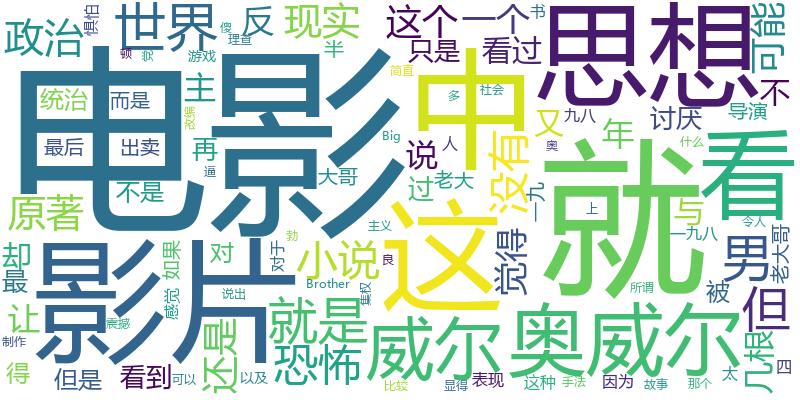 政治
惧怕
世界
傻
理查
反
现实
半
这个
一个
书
只是
看过
思想
可能
不
顿
游戏
主
简直
统治
而是
改编
电影
中
多
社会
九八
导演
讨厌
最后
出卖
再
Big
说
没有
又
年
奥
什么
看
不是
逼
大哥
人
过
老大
一九
就
与
上
一九八
令人
原著
却
对
勃
主义
良
这
觉得
男
老大哥
最
感觉
如果
对于
小说
Brother
集权
所谓
被
但
让
影片
震撼
说出
就是
威尔
奥威尔
几根
制作
得
但是
看到
可以
还是
以及
恐怖
比较
显得
表现
这种
手法
因为
故事
那个
太
四